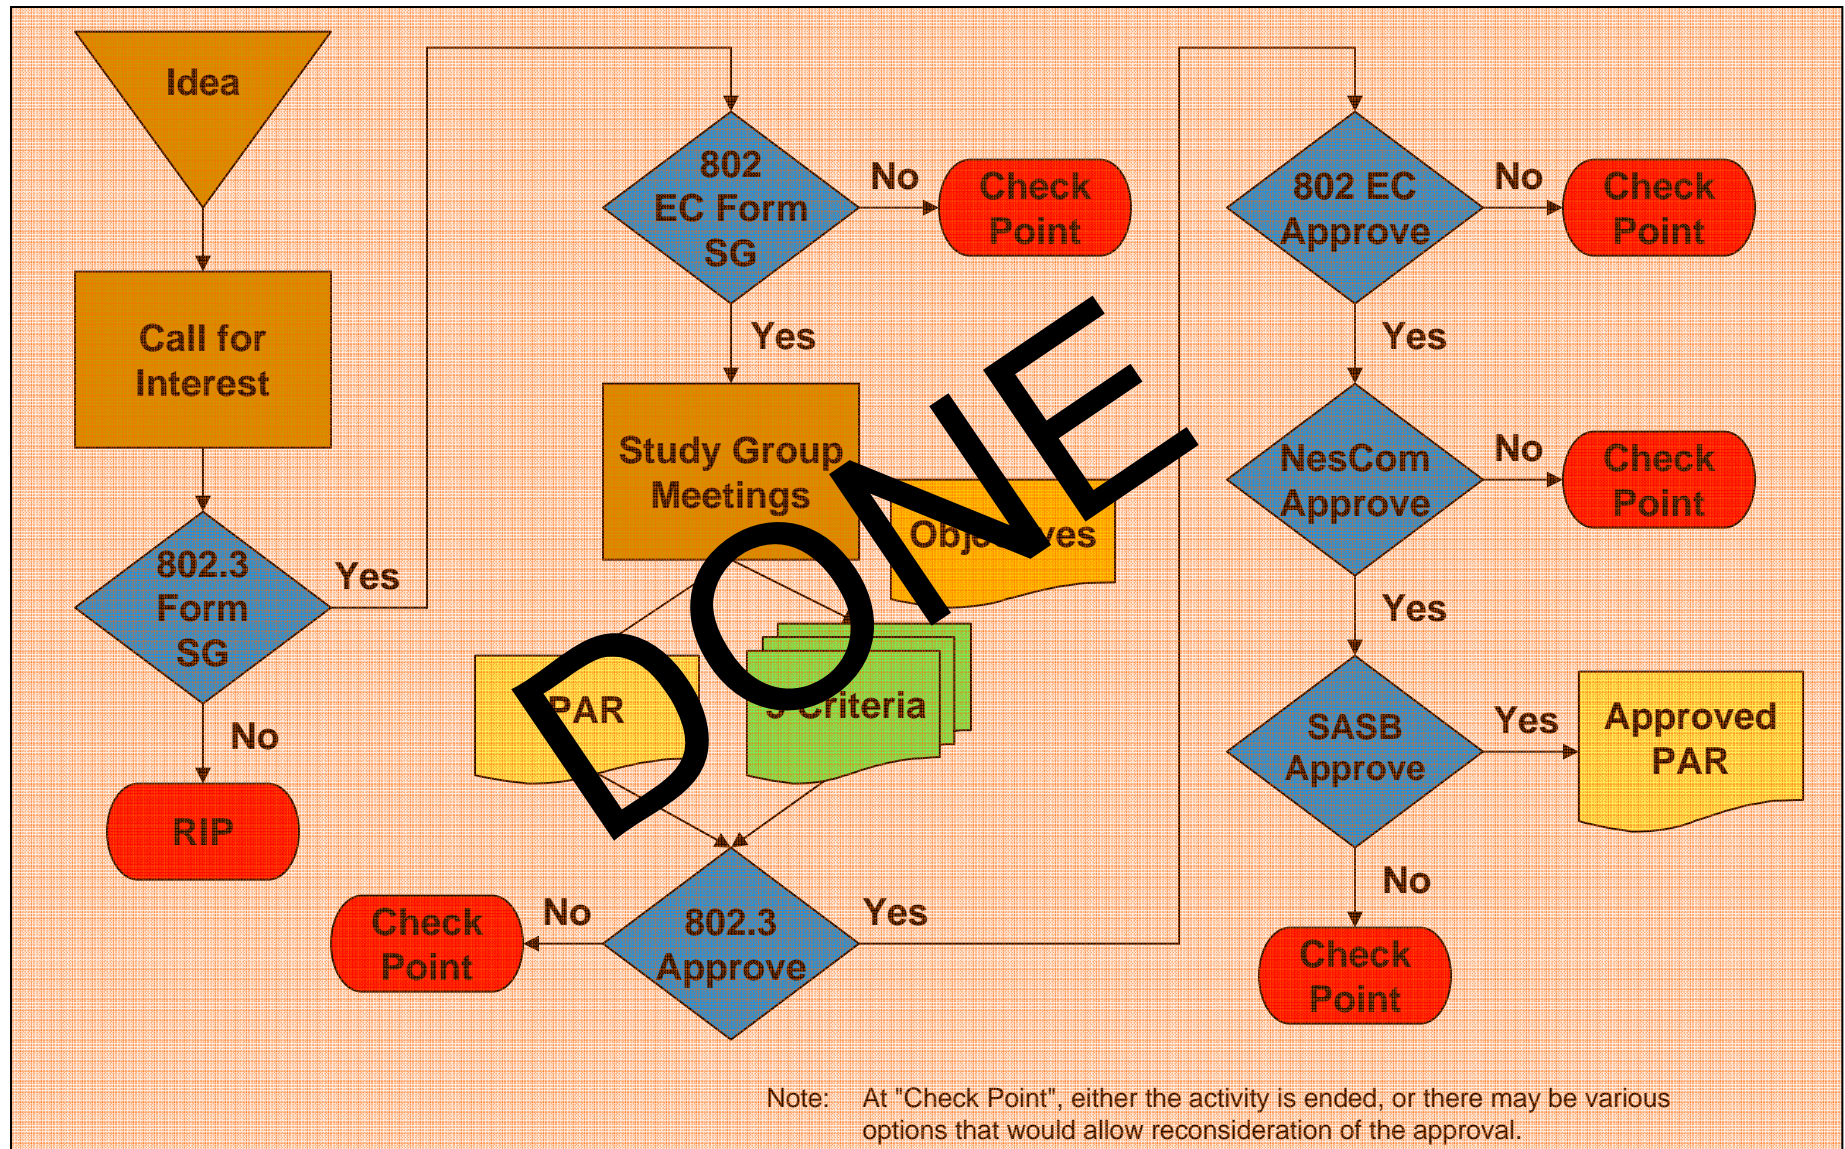 Idea
Call for
Interest
802.3
Form
SG
Yes
No
RIP
802
EC Form
SG
No
Check
Point
Yes
Study Group
Meetings
Objectives
PAR
Criteria
DONE
802.3
Approve
No
Check
Point
Yes
802 EC
Approve
No
Check
Point
Yes
NesCom
Approve
No
Check
Point
Yes
SASB
Approve
Yes
Approved
PAR
No
Check
Point
Note: At "Check Point", either the activity is ended, or there may be various
options that would allow reconsideration of the approval.